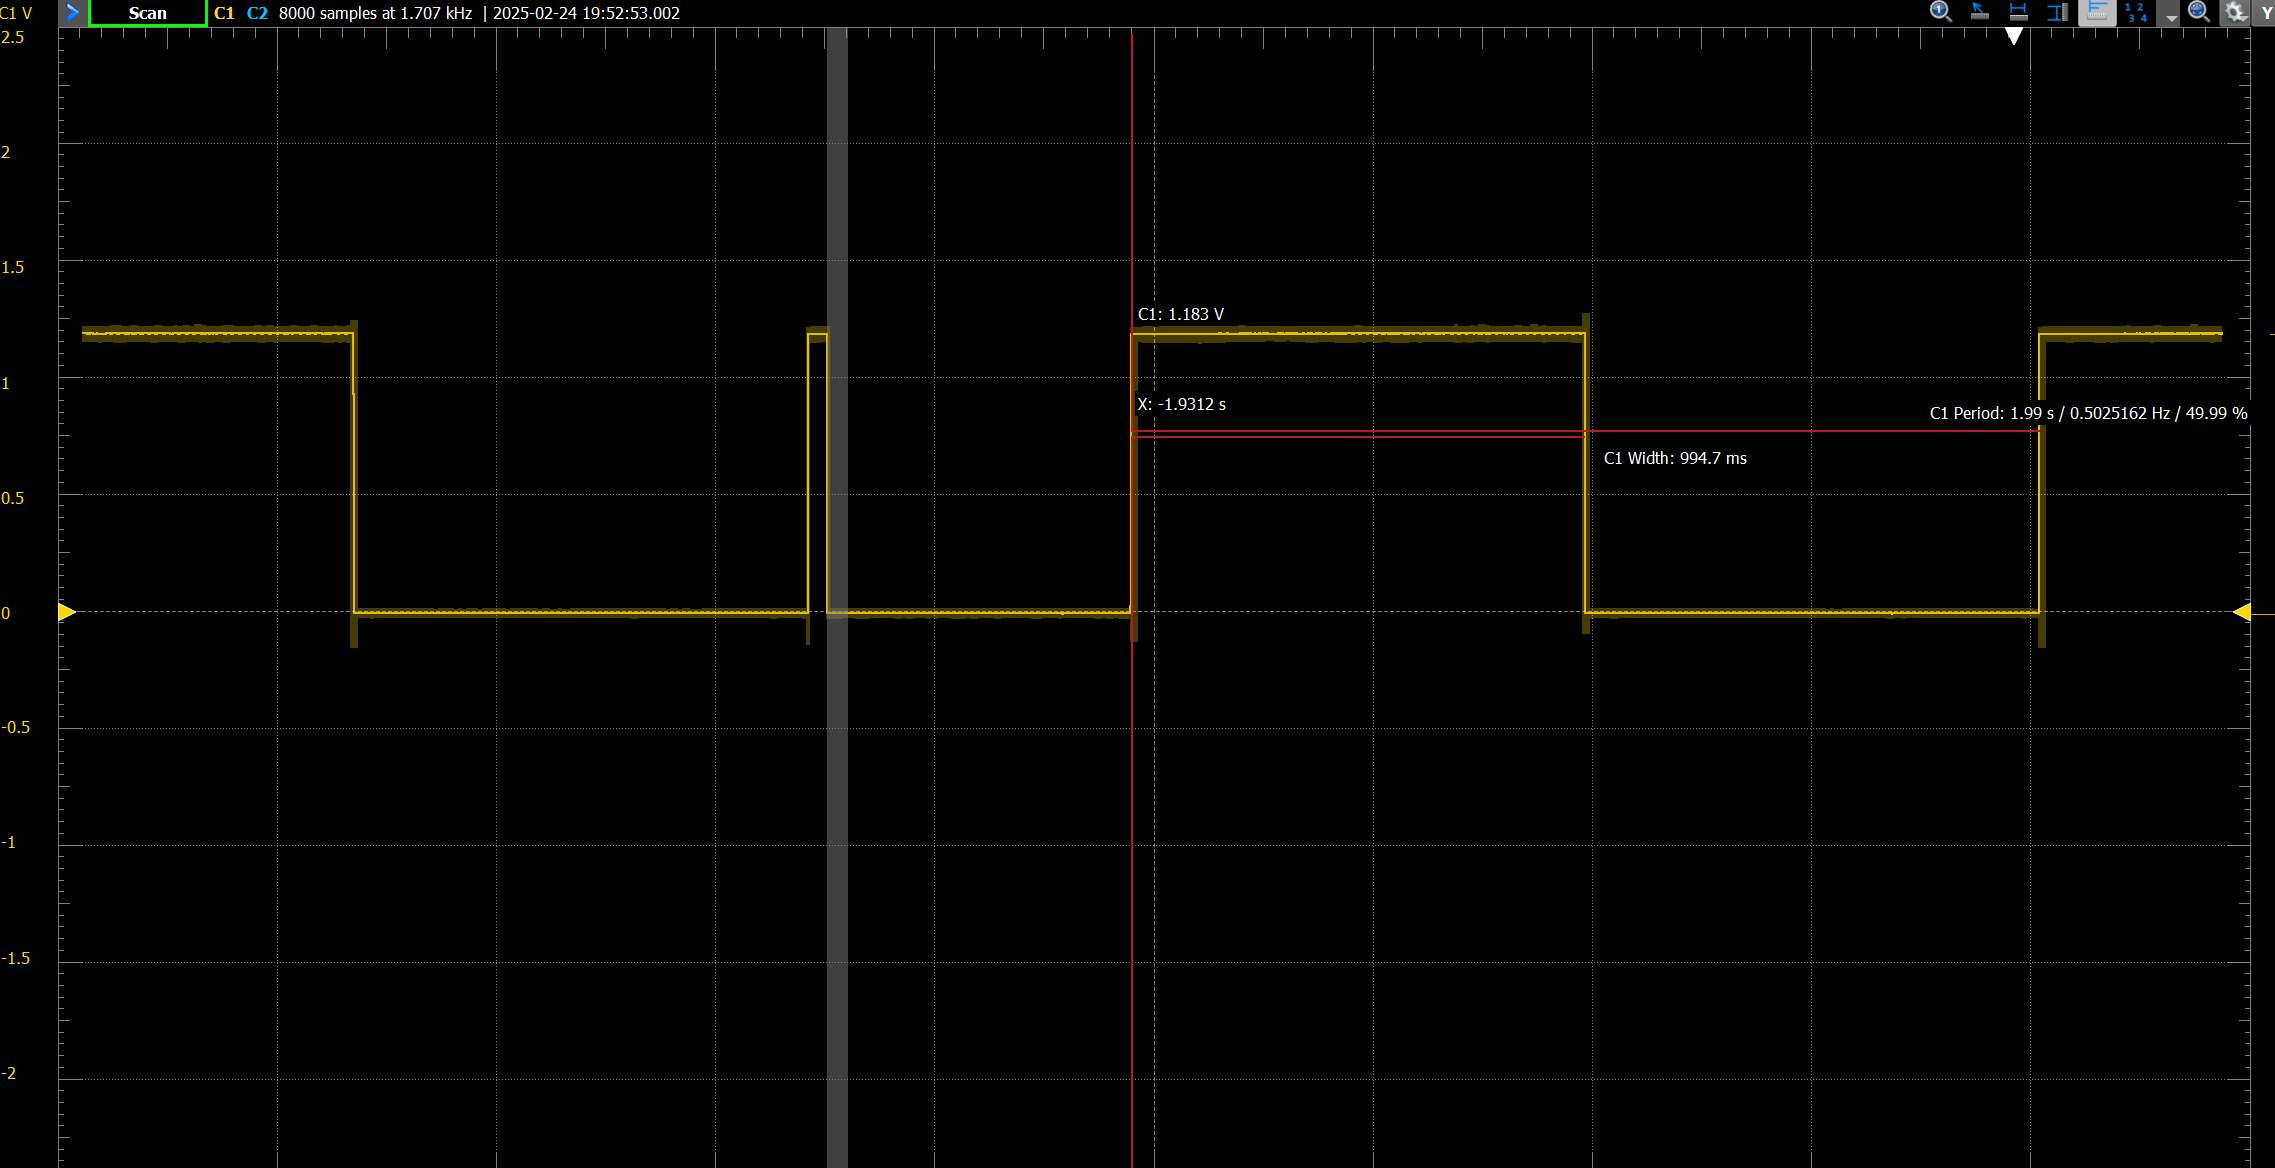 C1 V
Scan C1 C2 8000 samples at 1.707 kHz | 2025-02-24 19:52:53.002
1 2
3 4
Y
2.5
2
1.5
C1: 1.183 V
1
X: -1.9312 s
C1 Period: 1.99 s / 0.5025162 Hz / 49.99 %
C1 Width: 994.7 ms
0.5
0
-0.5
-1
-1.5
-2